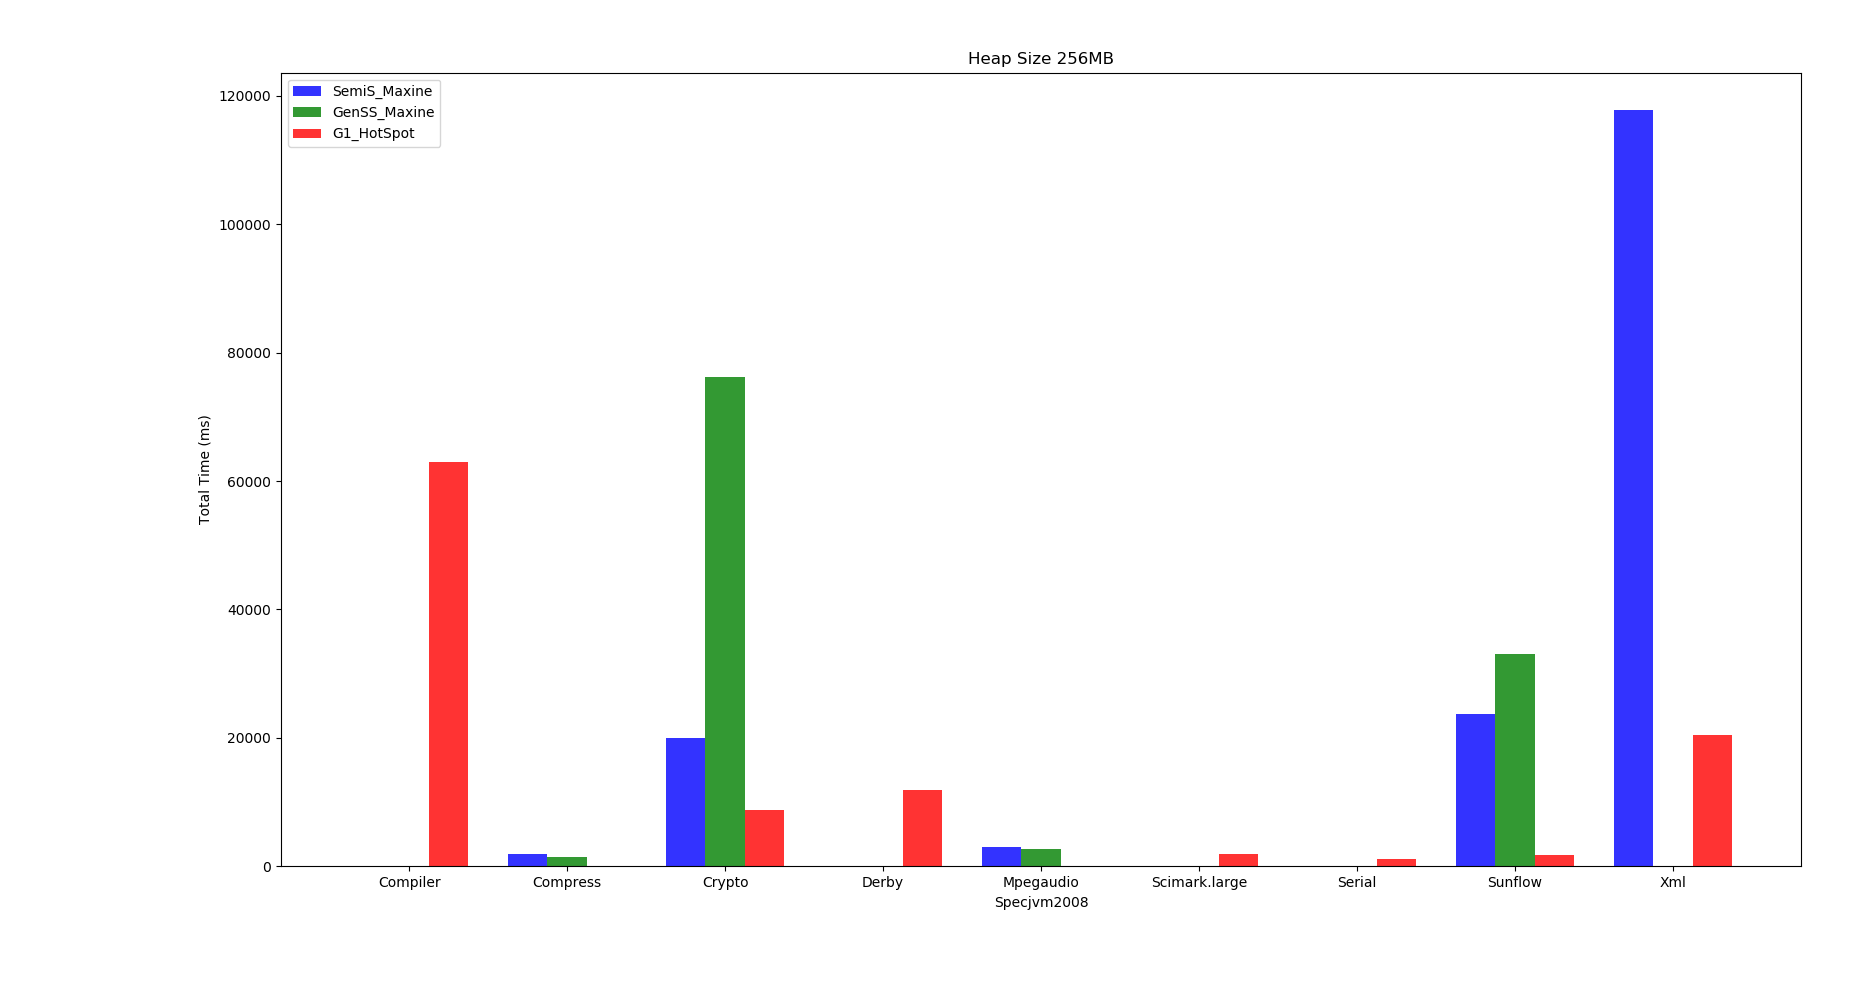 Heap Size 256MB
SemiS_Maxine
GenSS_Maxine
G1_HotSpot
120000
100000
80000
60000
40000
20000
0
Total Time (ms)
Compiler Compress Crypto Derby Mpegaudio Scimark.large Serial Sunflow Xml
Specjvm2008